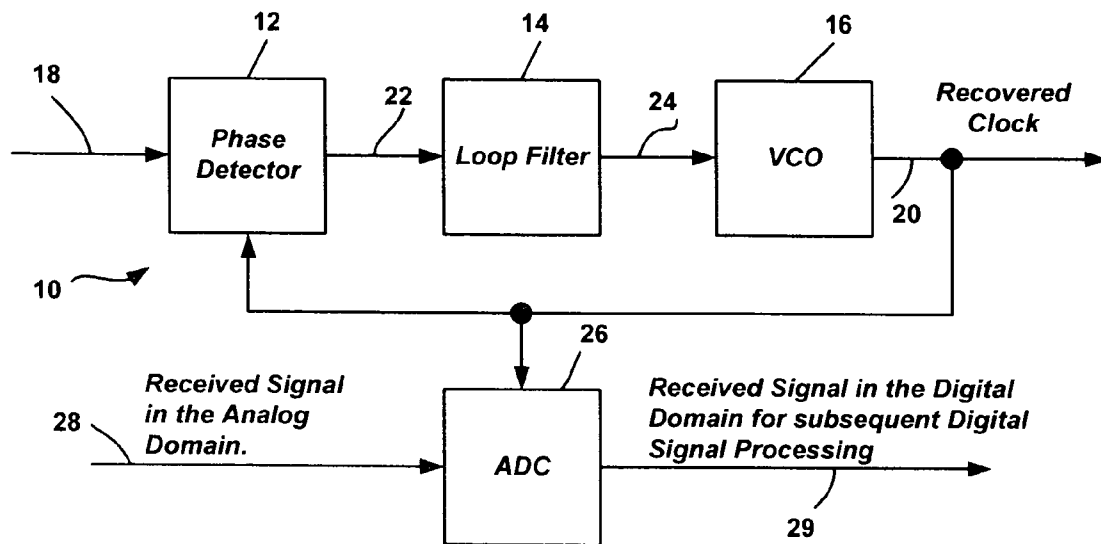 12
14
16
18
Phase
Detector
22
Loop Filter
24
VCO
20
Recovered
Clock
10
26
Received Signal
in the Analog
Domain.
28
ADC
Received Signal in the Digital
Domain for subsequent Digital
Signal Processing
29